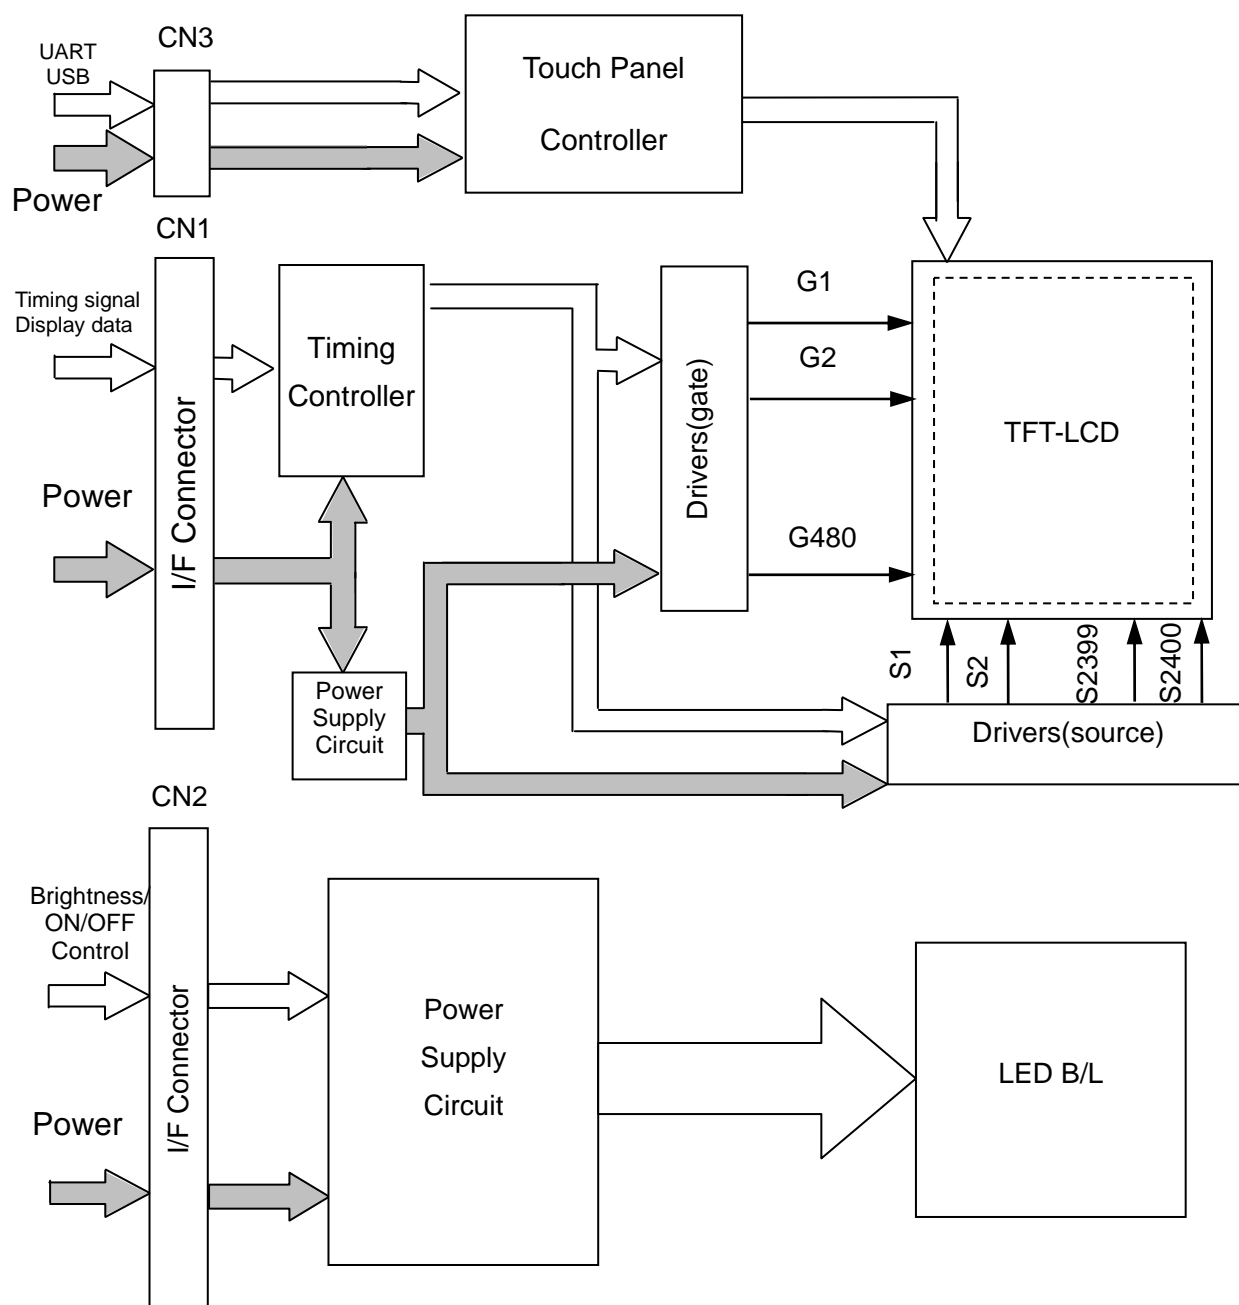 CN3
UART
USB
Power
Touch Panel
Controller
CN1
Timing signal
Display data
Power
I/F Connector
Timing
Controller
Power
Supply
Circuit
Drivers(gate)
G1
G2
G480
TFT-LCD
S1
S2
S2399
S2400
Drivers(source)
CN2
Brightness/
ON/OFF
Control
Power
I/F Connector
Power
Supply
Circuit
LED B/L